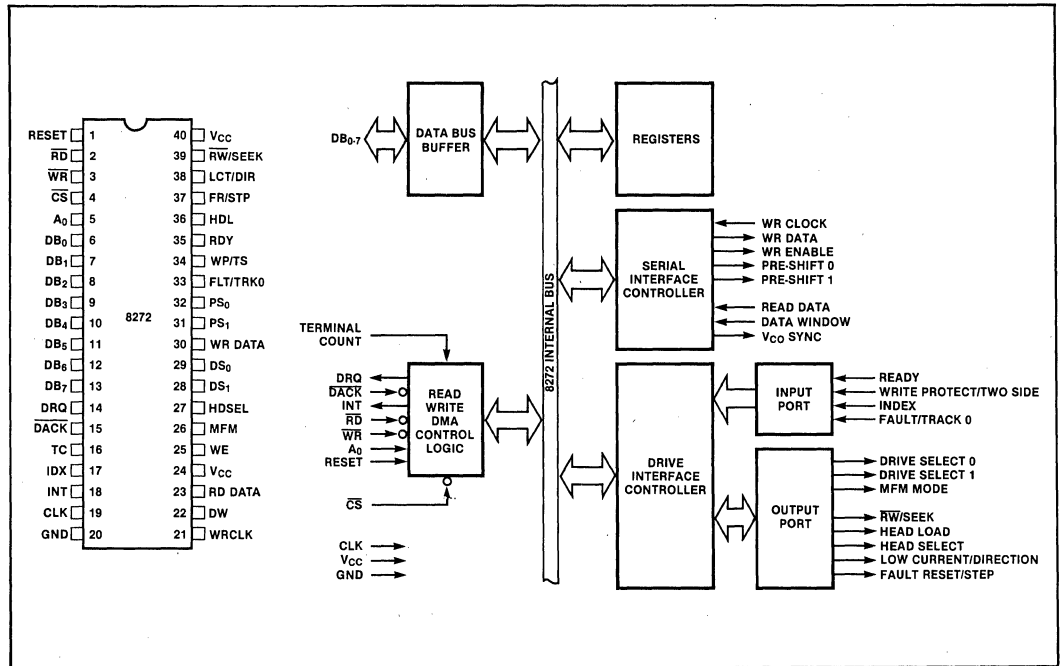 RESET 1
RD 2
WR 3
CS 4
A0 5
DB0 6
DB1 7
DB2 8
DB3 9
DB4 10
DB5 11
DB6 12
DB7 13
DRQ 14
DACK 15
TC 16
IDX 17
INT 18
CLK 19
GND 20
8272
40 VCC
39 RW/SEEK
38 LCT/DIR
37 FR/STP
36 HDL
35 RDY
34 WP/TS
33 FLT/TRK0
32 PS0
31 PS1
30 WR DATA
29 DS0
28 DS1
27 HDSEL
26 MFM
25 WE
24 VCC
23 RD DATA
22 DW
21 WRCLK
DB0-7
DATA BUS
BUFFER
REGISTERS
8272 INTERNAL BUS
SERIAL
INTERFACE
CONTROLLER
WR CLOCK
WR DATA
WR ENABLE
PRE-SHIFT 0
PRE-SHIFT 1
READ DATA
DATA WINDOW
VCO SYNC
TERMINAL
COUNT
DRQ
DACK
INT
RD
WR
A0
RESET
CS
READ
WRITE
DMA
CONTROL
LOGIC
CLK
VCC
GND
DRIVE
INTERFACE
CONTROLLER
INPUT
PORT
READY
WRITE PROTECT/TWO SIDE
INDEX
FAULT/TRACK 0
OUTPUT
PORT
DRIVE SELECT 0
DRIVE SELECT 1
MFM MODE
RW/SEEK
HEAD LOAD
HEAD SELECT
LOW CURRENT/DIRECTION
FAULT RESET/STEP